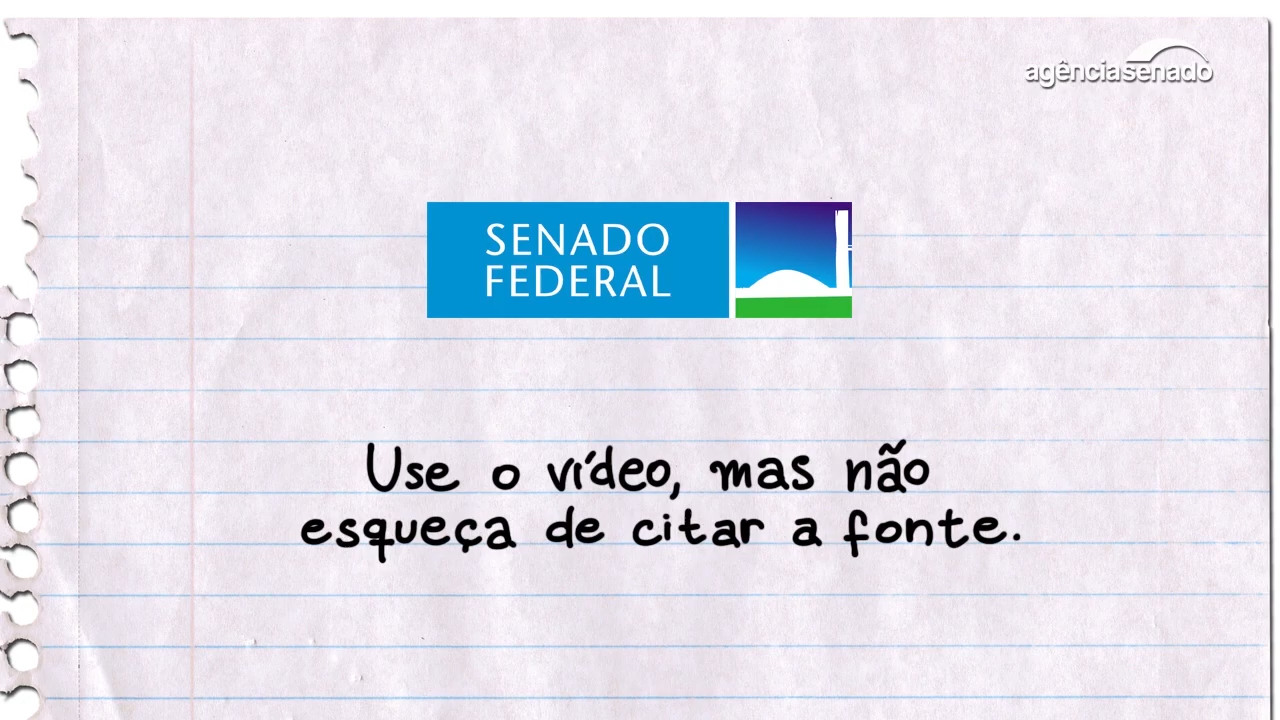 agênciasenado
SENADO
FEDERAL
Use o vídeo, mas não
esqueça de citar a fonte.